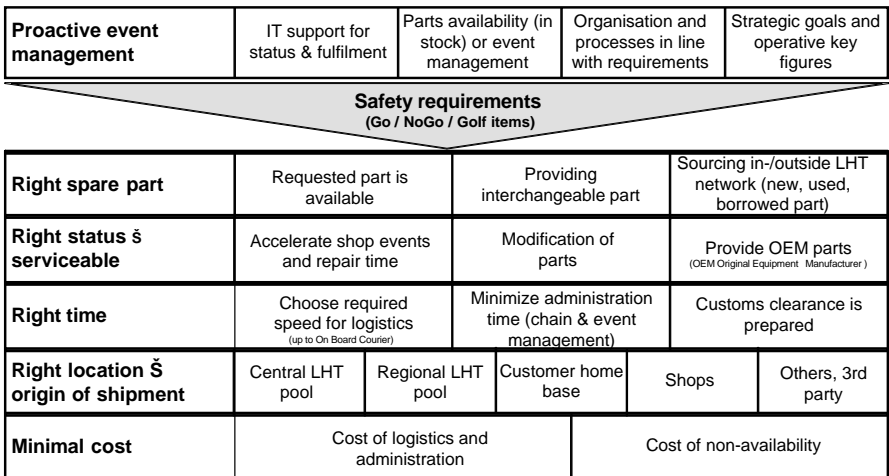 Proactive event
management
IT support for
status & fulfilment
Parts availability (in
stock) or event
management
Organisation and
processes in line
with requirements
Strategic goals and
operative key
figures
Safety requirements
(Go / NoGo / Golf items)
Right spare part
Requested part is
available
Providing
interchangeable part
Sourcing in-/outside LHT
network (new, used,
borrowed part)
Right status š
serviceable
Accelerate shop events
and repair time
Modification of
parts
Provide OEM parts
(OEM Original Equipment Manufacturer )
Right time
Choose required
speed for logistics
(up to On Board Courier)
Minimize administration
time (chain & event
management)
Customs clearance is
prepared
Right location Š
origin of shipment
Central LHT
pool
Regional LHT
pool
Customer home
base
Shops
Others, 3rd
party
Minimal cost
Cost of logistics and
administration
Cost of non-availability